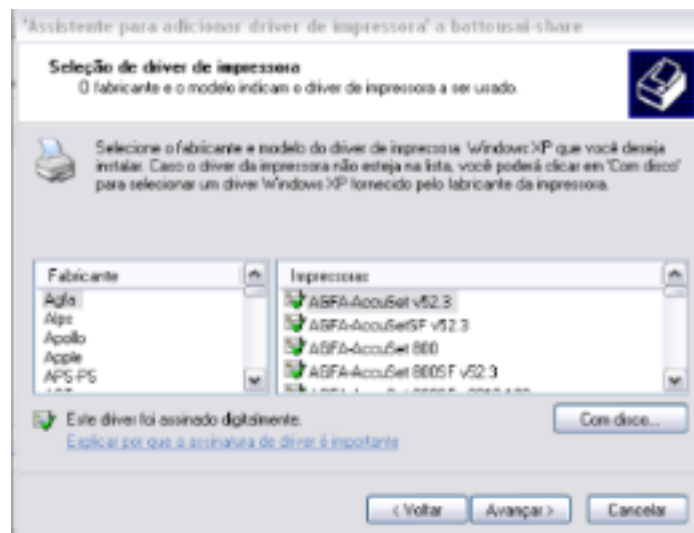 'Assistente para adicionar driver de impressora' a battousai-share
Seleção de driver de impressora
O fabricante e o modelo indicam o driver de impressora a ser usado.
Selecione o fabricante e modelo do driver de impressora Windows XP que você deseja
instalar. Caso o driver da impressora não esteja na lista, você poderá clicar em 'Com disco'
para selecionar um driver Windows XP fornecido pelo fabricante da impressora.
Fabricante
Agfa
Alps
Apollo
Apple
APS-PS
Impressoras
AGFA-AccuSet v52.3
AGFA-AccuSetSF v52.3
AGFA-AccuSet 800
AGFA-AccuSet 800SF v52.3
Este driver foi assinado digitalmente.
Explicar por que a assinatura de driver é importante
Com disco...
< Voltar
Avançar >
Cancelar